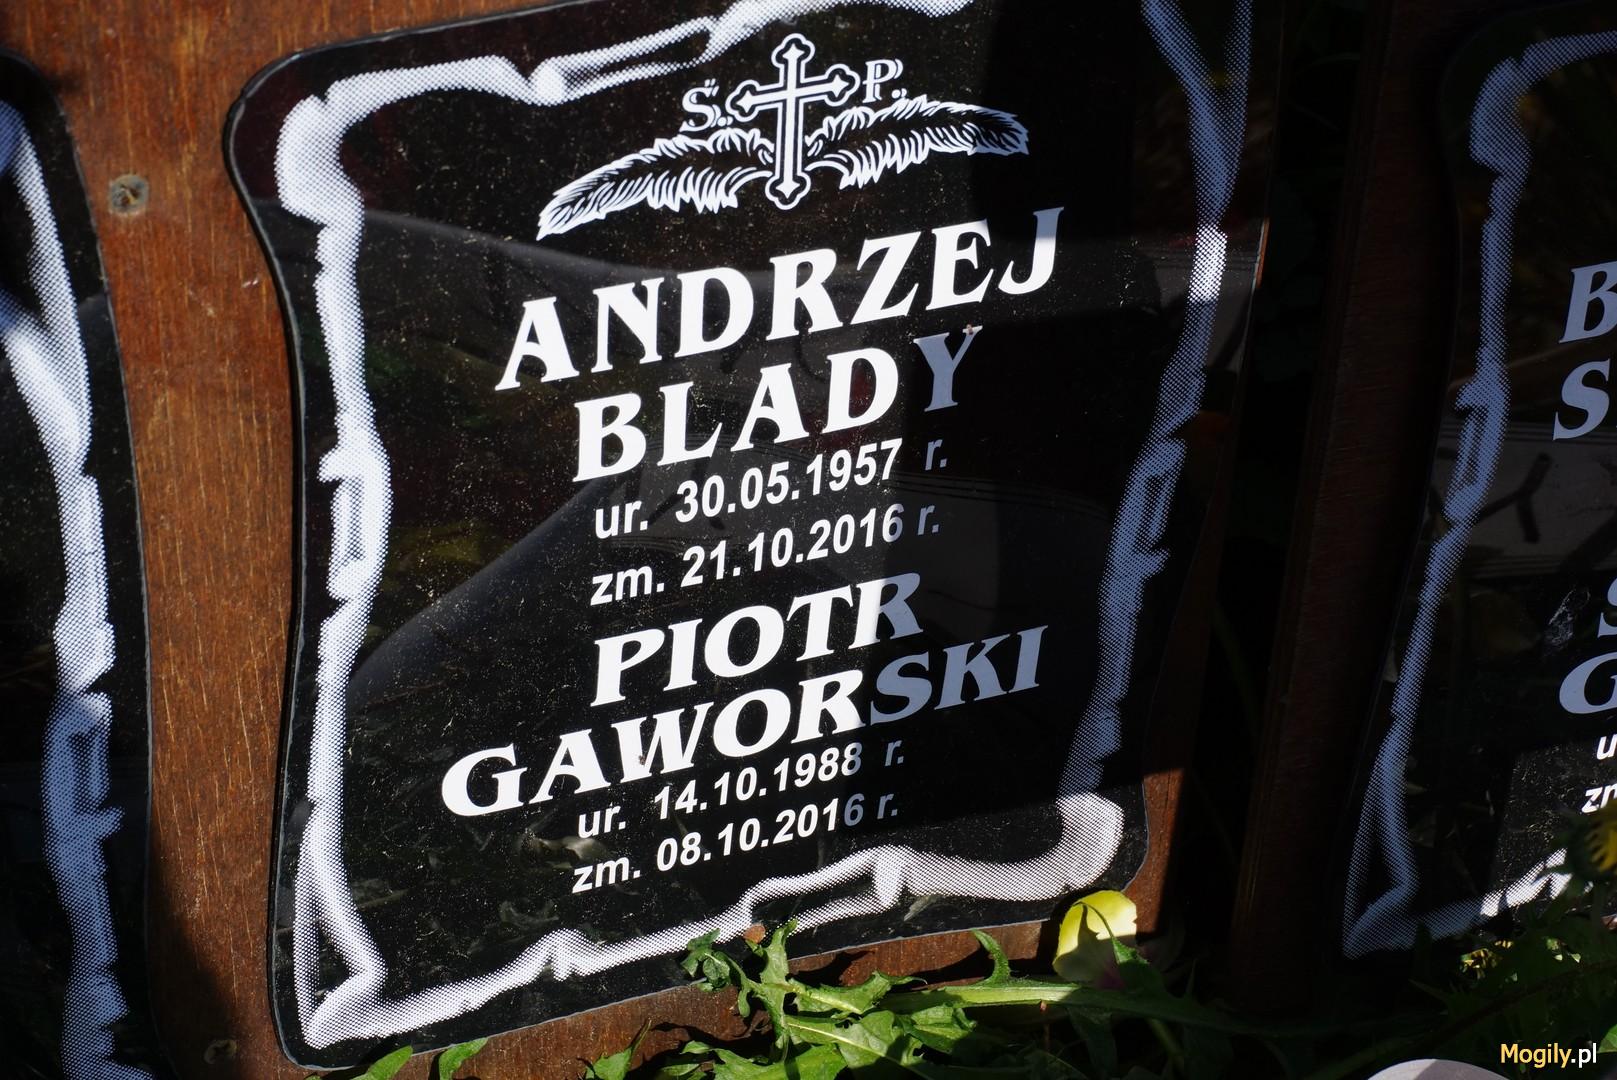 Ś.P.
ANDRZEJ
BLADY
ur. 30.05.1957 r.
zm. 21.10.2016 r.
PIOTR
GAWORSKI
ur. 14.10.1988 r.
zm. 08.10.2016 r.
Mogily.pl